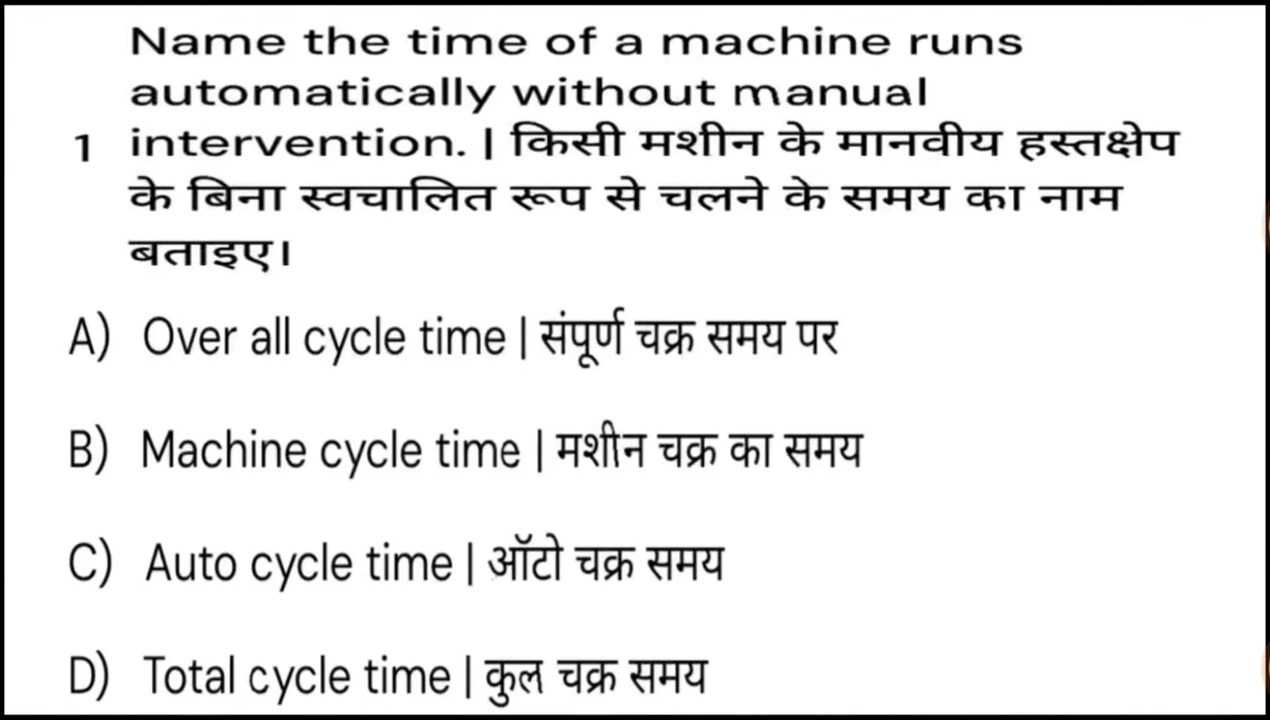 Name the time of a machine runs
automatically without manual
1 intervention. | किसी मशीन के मानवीय हस्तक्षेप
के बिना स्वचालित रूप से चलने के समय का नाम
बताइए।
A) Over all cycle time | संपूर्ण चक्र समय पर
B) Machine cycle time | मशीन चक्र का समय
C) Auto cycle time | ऑटो चक्र समय
D) Total cycle time | कुल चक्र समय